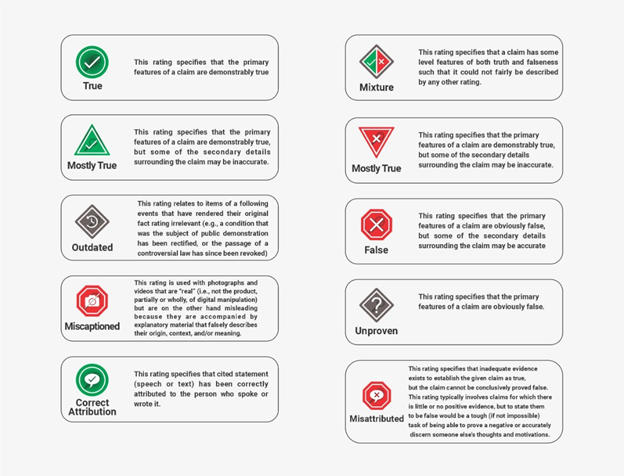 This rating specifies that the primary
features of a claim are demonstrably true
True
This rating specifies that the primary
features of a claim are demonstrably true,
but some of the secondary details
surrounding the claim may be inaccurate.
Mostly True
This rating relates to items of a following
events that have rendered their original
fact rating irrelevant (e.g., a condition that
was the subject of public demonstration
has been rectified, or the passage of a
controversial law has since been revoked)
Outdated
This rating is used with photographs and
videos that are "real" (i.e., not the product,
partially or wholly, of digital manipulation)
but are on the other hand misleading
because they are accompanied by
explanatory material that falsely describes
their origin, context, and/or meaning.
Miscaptioned
This rating specifies that cited statement
(speech or text) has been correctly
attributed to the person who spoke or
wrote it.
Correct
Attribution
This rating specifies that a claim has some
level features of both truth and falseness
such that it could not fairly be described
by any other rating.
Mixture
This rating specifies that the primary
features of a claim are demonstrably true,
but some of the secondary details
surrounding the claim may be inaccurate.
Mostly True
This rating specifies that the primary
features of a claim are obviously false,
but some of the secondary details
surrounding the claim may be accurate
False
This rating specifies that the primary
features of a claim are obviously false.
Unproven
This rating specifies that inadequate evidence
exists to establish the given claim as true,
but the claim cannot be conclusively proved false.
This rating typically involves claims for which there
is little or no positive evidence, but to state them
to be false would be a tough (if not impossible)
task of being able to prove a negative or accurately
discern someone else's thoughts and motivations.
Misattributed